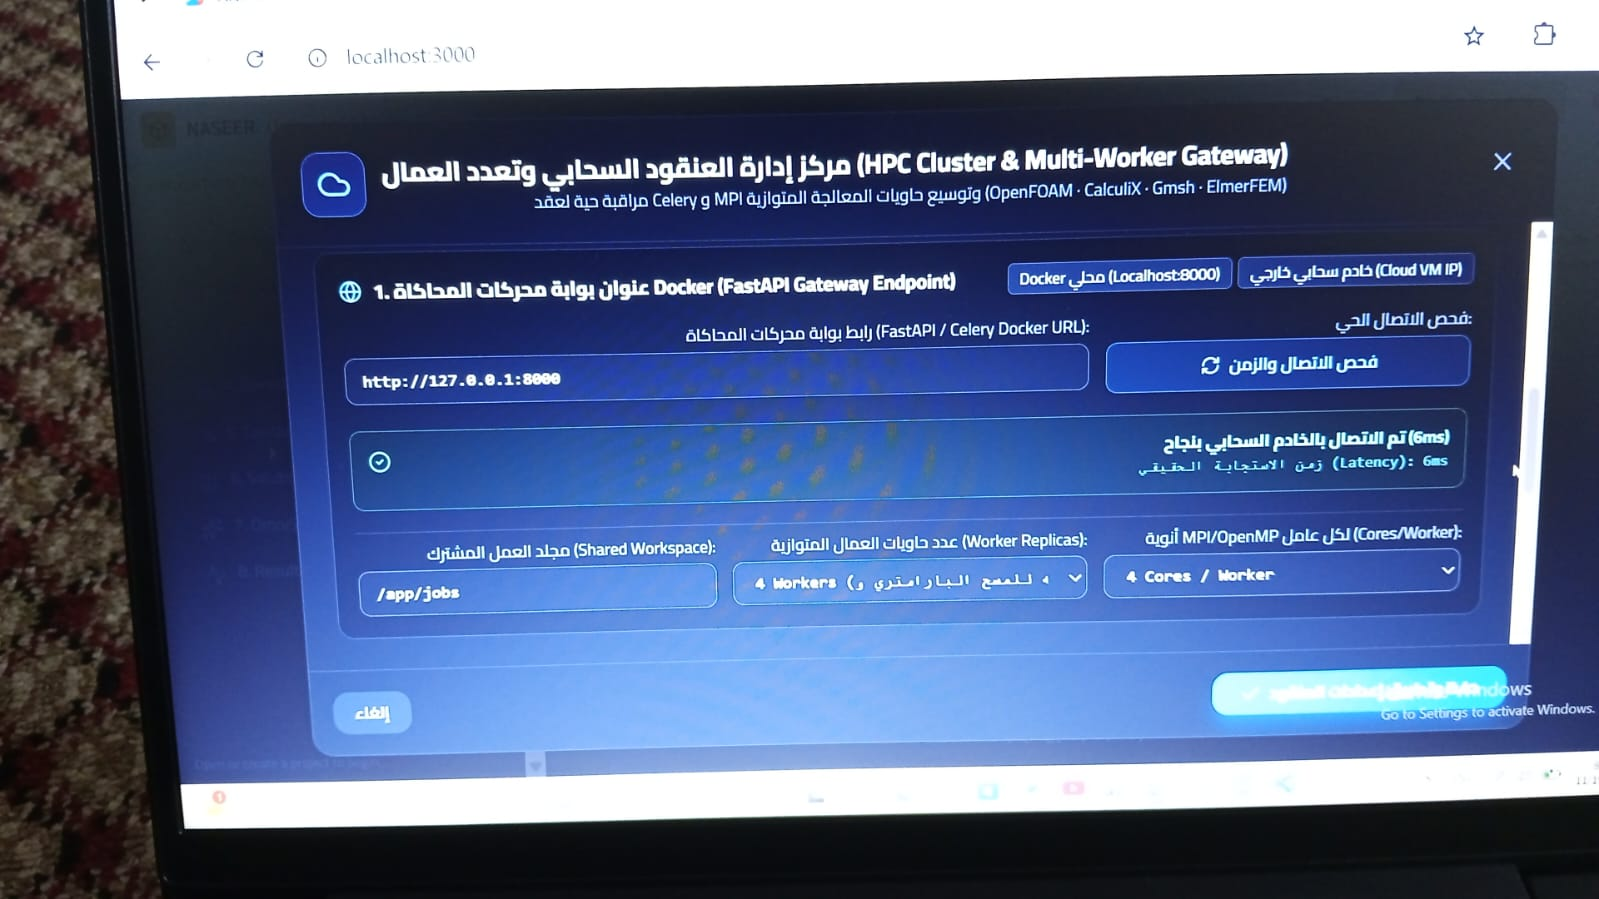 localhost:3000
NASEER
مركز إدارة العنقود السحابي وتعدد العمال (HPC Cluster & Multi-Worker Gateway)
وتوسيع حاويات المعالجة المتوازية MPI و Celery مراقبة حية لعقد (OpenFOAM · CalculiX · Gmsh · ElmerFEM)
1. عنوان بوابة محركات المحاكاة Docker (FastAPI Gateway Endpoint)
Docker محلي (Localhost:8000)
خادم سحابي خارجي (Cloud VM IP)
رابط بوابة محركات المحاكاة (FastAPI / Celery Docker URL):
فحص الاتصال الحي:
http://127.0.0.1:8000
فحص الاتصال والزمن
تم الاتصال بالخادم السحابي بنجاح (6ms)
زمن الاستجابة الحقيقي (Latency): 6ms
مجلد العمل المشترك (Shared Workspace):
عدد حاويات العمال المتوازية (Worker Replicas):
أنوية MPI/OpenMP لكل عامل (Cores/Worker):
/app/jobs
4 Workers (للمسح البارامتري و
4 Cores / Worker
إلغاء
Go to Settings to activate Windows.